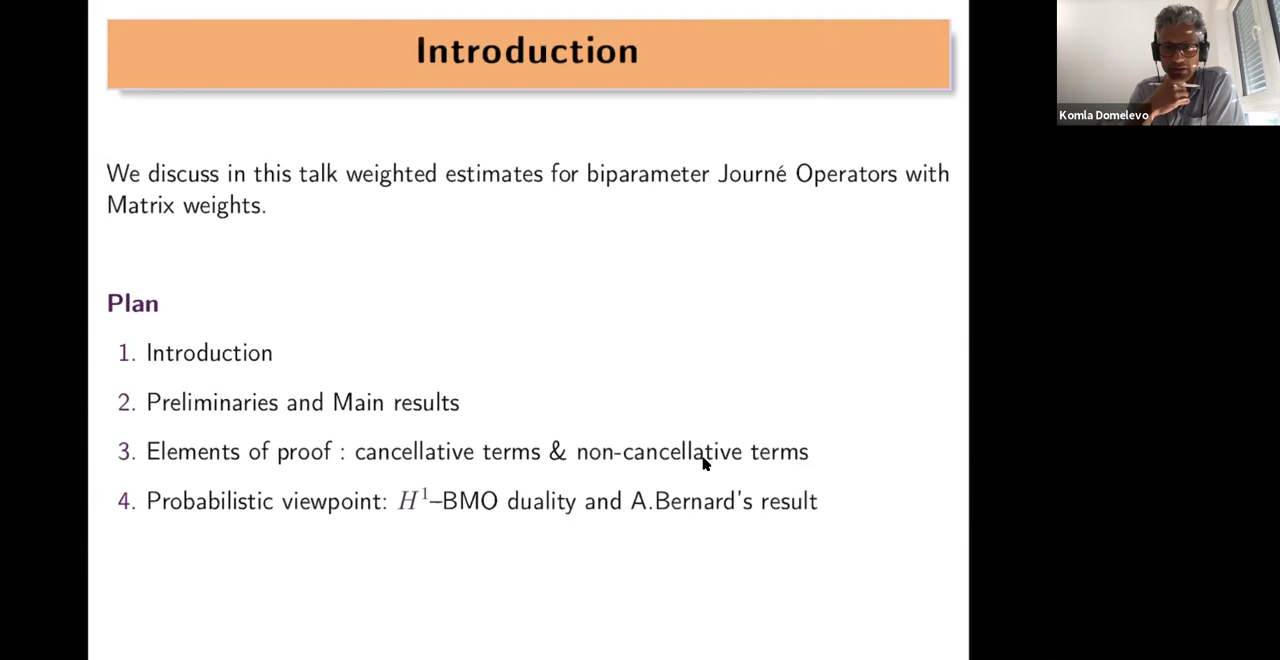 Introduction
Komla Domelevo
We discuss in this talk weighted estimates for biparameter Journé Operators with
Matrix weights.
Plan
1. Introduction
2. Preliminaries and Main results
3. Elements of proof : cancellative terms & non-cancellative terms
4. Probabilistic viewpoint: H¹–BMO duality and A.Bernard's result